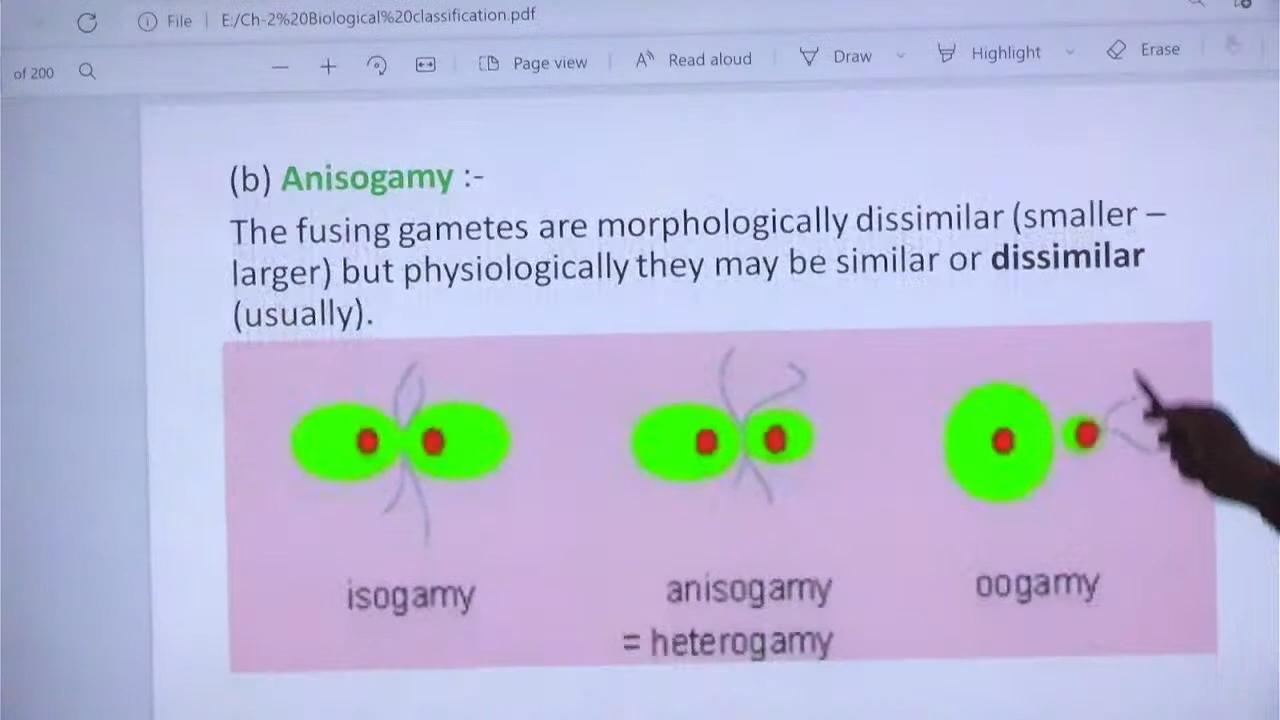 File | E:/Ch-2%20Biological%20classification.pdf
of 200 Page view Read aloud Draw Highlight Erase
(b) Anisogamy :-
The fusing gametes are morphologically dissimilar (smaller –
larger) but physiologically they may be similar or dissimilar
(usually).
isogamy anisogamy oogamy
= heterogamy